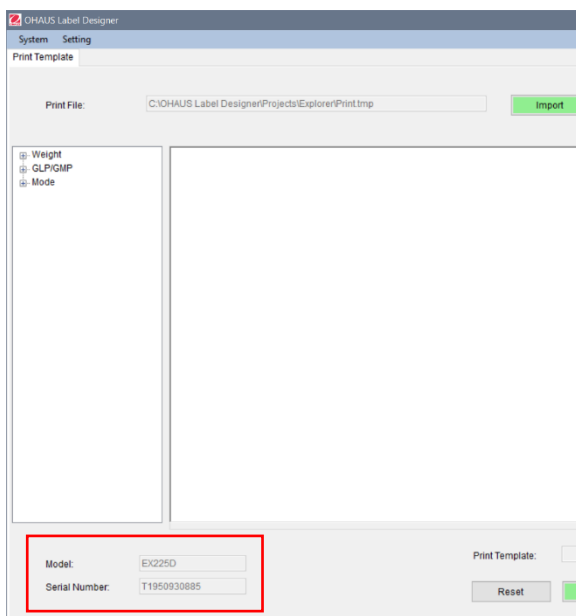 OHAUS Label Designer
System Setting
Print Template
Print File: C:\OHAUS Label Designer\Projects\Explorer\Print.tmp Import
Weight
GLP/GMP
Mode
Model: EX225D
Serial Number: T1950930885
Print Template:
Reset